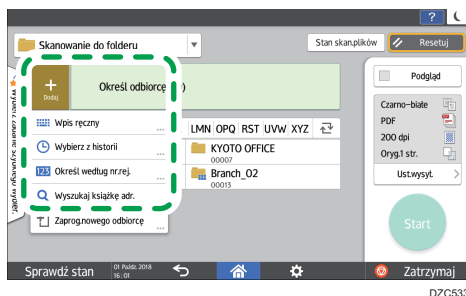 ?
Skanowanie do folderu
Stan skan.plików
Resetuj
Dodaj
Określ odbiorcę
)
Podgląd
Wpis ręczny
Wybierz z historii
Określ według nr.rej.
Wyszukaj książkę adr.
Zaprog.nowego odbiorcę
LMN OPQ RST UVW XYZ
KYOTO OFFICE
00007
Branch_02
00013
Czarno-białe
PDF
200 dpi
Oryg.1 str.
Ust.wysył.
Start
Sprawdź stan
01 Paźdz. 2018
16: 01
Zatrzymaj
DZC533